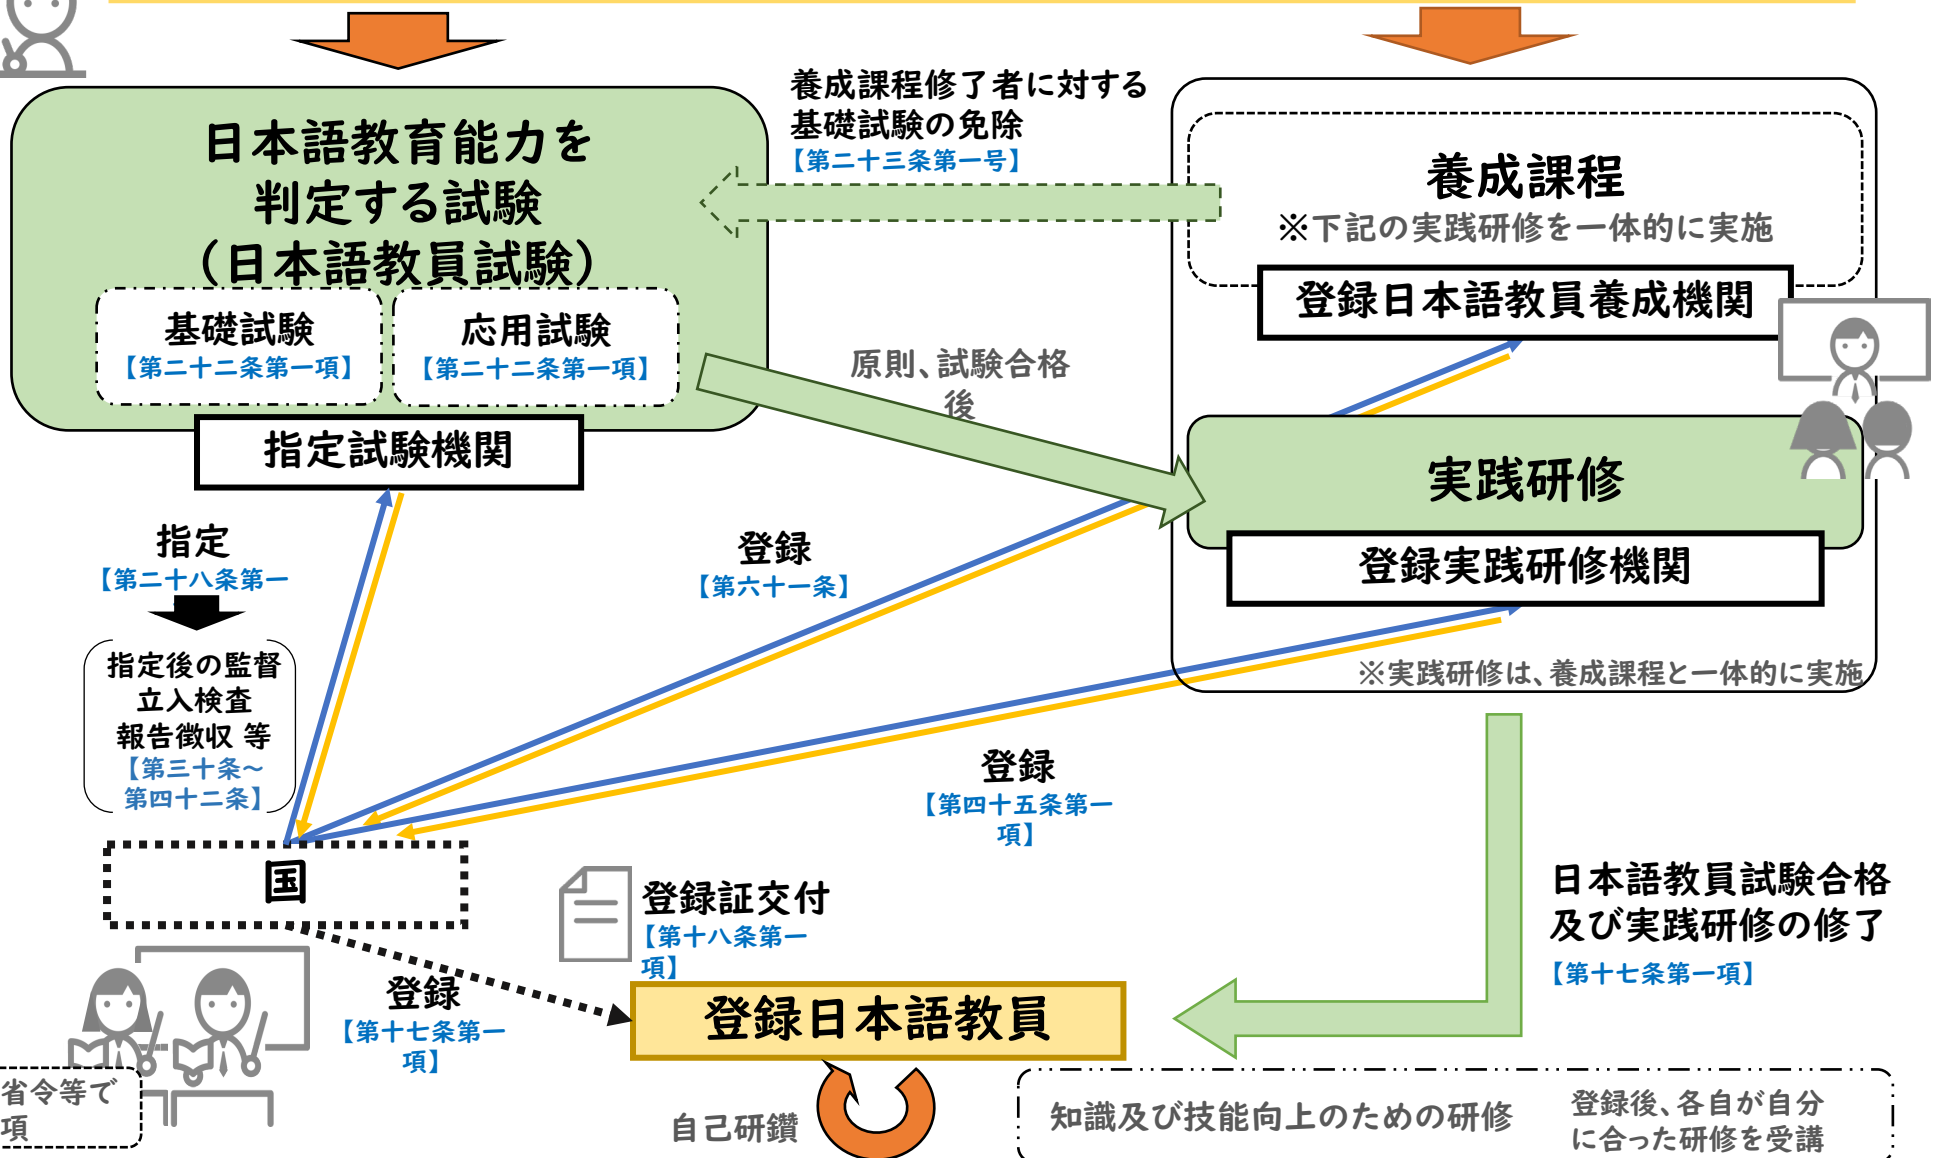 養成課程修了者に対する
基礎試験の免除
【第二十三条第一号】
日本語教育能力を
判定する試験
（日本語教員試験）
基礎試験
【第二十二条第一項】
応用試験
【第二十二条第一項】
指定試験機関
養成課程
※下記の実践研修を一体的に実施
登録日本語教員養成機関
原則、試験合格
後
実践研修
登録実践研修機関
※実践研修は、養成課程と一体的に実施
指定
【第二十八条第一
指定後の監督
立入検査
報告徴収 等
【第三十条～
第四十二条】
登録
【第六十一条】
登録
【第四十五条第一
項】
国
登録証交付
【第十八条第一
項】
登録
【第十七条第一
項】
登録日本語教員
日本語教員試験合格
及び実践研修の修了
【第十七条第一項】
省令等で
項
自己研鑽
知識及び技能向上のための研修
登録後、各自が自分
に合った研修を受講